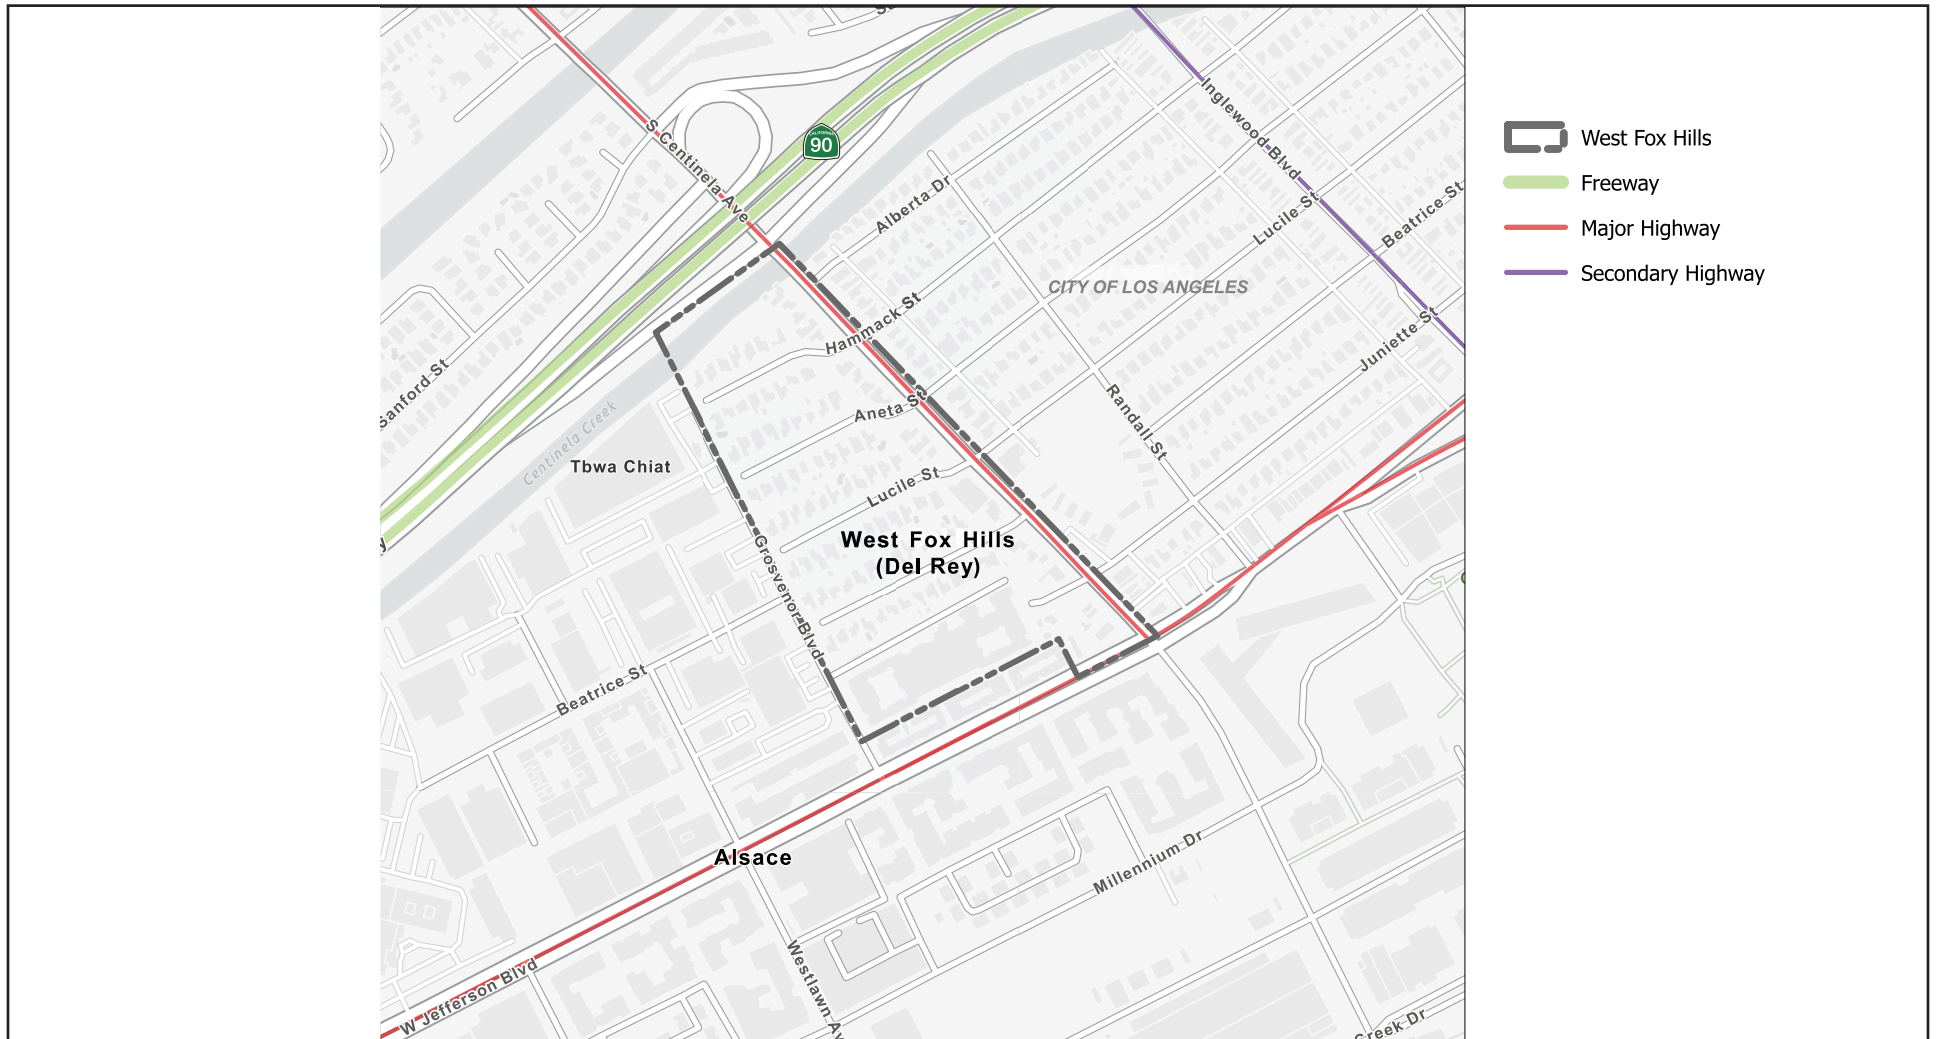 S Centinela Ave
CALIFORNIA
90
Inglewood Blvd
Alberta Dr
Lucile St
Beatrice St
CITY OF LOS ANGELES
Hammack St
Juniette St
Sanford St
Aneta St
Randall St
Centinela Creek
Tbwa Chiat
Lucile St
West Fox Hills
(Del Rey)
Grosvenor Blvd
Beatrice St
Alsace
Millennium Dr
W Jefferson Blvd
Westlawn Av
Creek Dr
West Fox Hills
Freeway
Major Highway
Secondary Highway